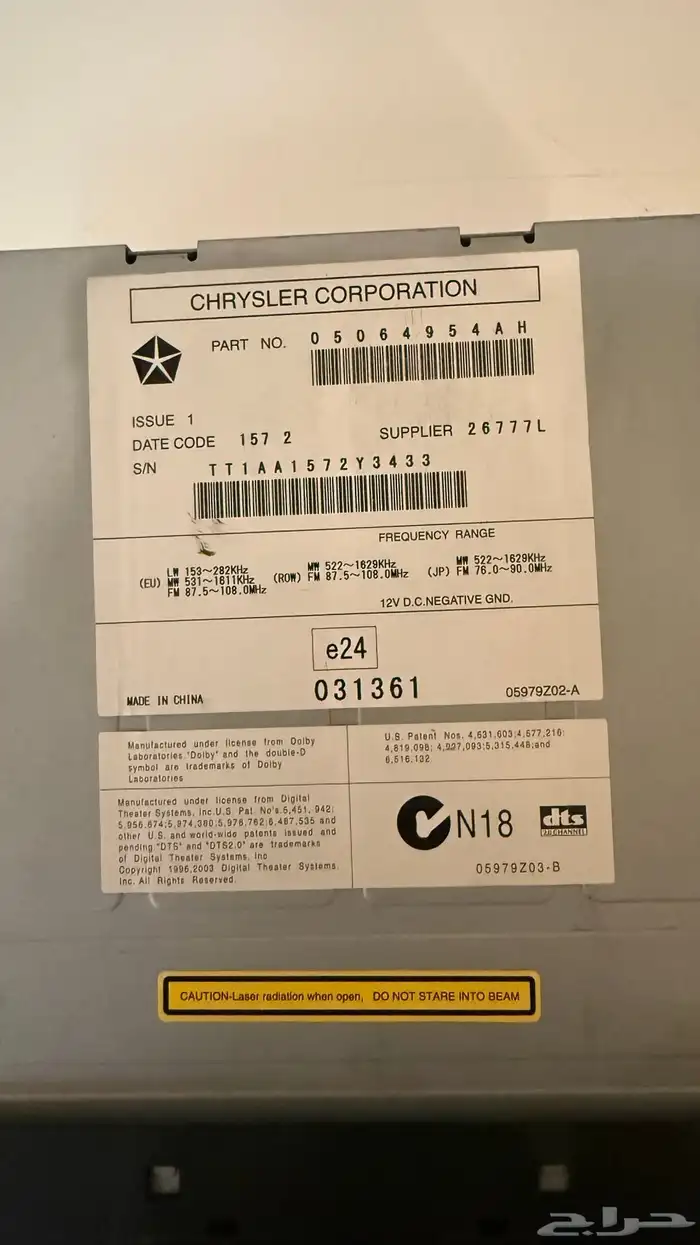 CHRYSLER CORPORATION
PART NO. 05064954AH
ISSUE 1
DATE CODE 157 2
SUPPLIER 26777L
S/N TT1AA1572Y3433
FREQUENCY RANGE
(EU) LW 153~282KHz
MW 531~1611KHz
FM 87.5~108.0MHz
(ROW) MW 522~1629KHz
FM 87.5~108.0MHz
(JP) MW 522~1629KHz
FM 76.0~90.0MHz
12V D.C.NEGATIVE GND.
e24
031361
MADE IN CHINA
05979Z02-A
Manufactured under license from Dolby
Laboratories."Dolby" and the double-D
symbol are trademarks of Dolby
Laboratories
U.S. Patent Nos. 4,631,603;4,577,216;
4,819,098; 4,907,093;5,315,448;and
6,516,132.
Manufactured under license from Digital
Theater Systems, Inc.U.S. Pat. No's.5,451, 942;
5,956,674;5,974,380;5,978,762;6,487,535 and
other U.S. and world-wide patents issued and
pending "DTS" and "DTS2.0" are trademarks
of Digital Theater Systems, Inc
Copyright 1996,2003 Digital Theater Systems,
Inc. All Rights Reserved.
N18
dts
2.0 CHANNEL
05979Z03-B
CAUTION-Laser radiation when open, DO NOT STARE INTO BEAM
حراج